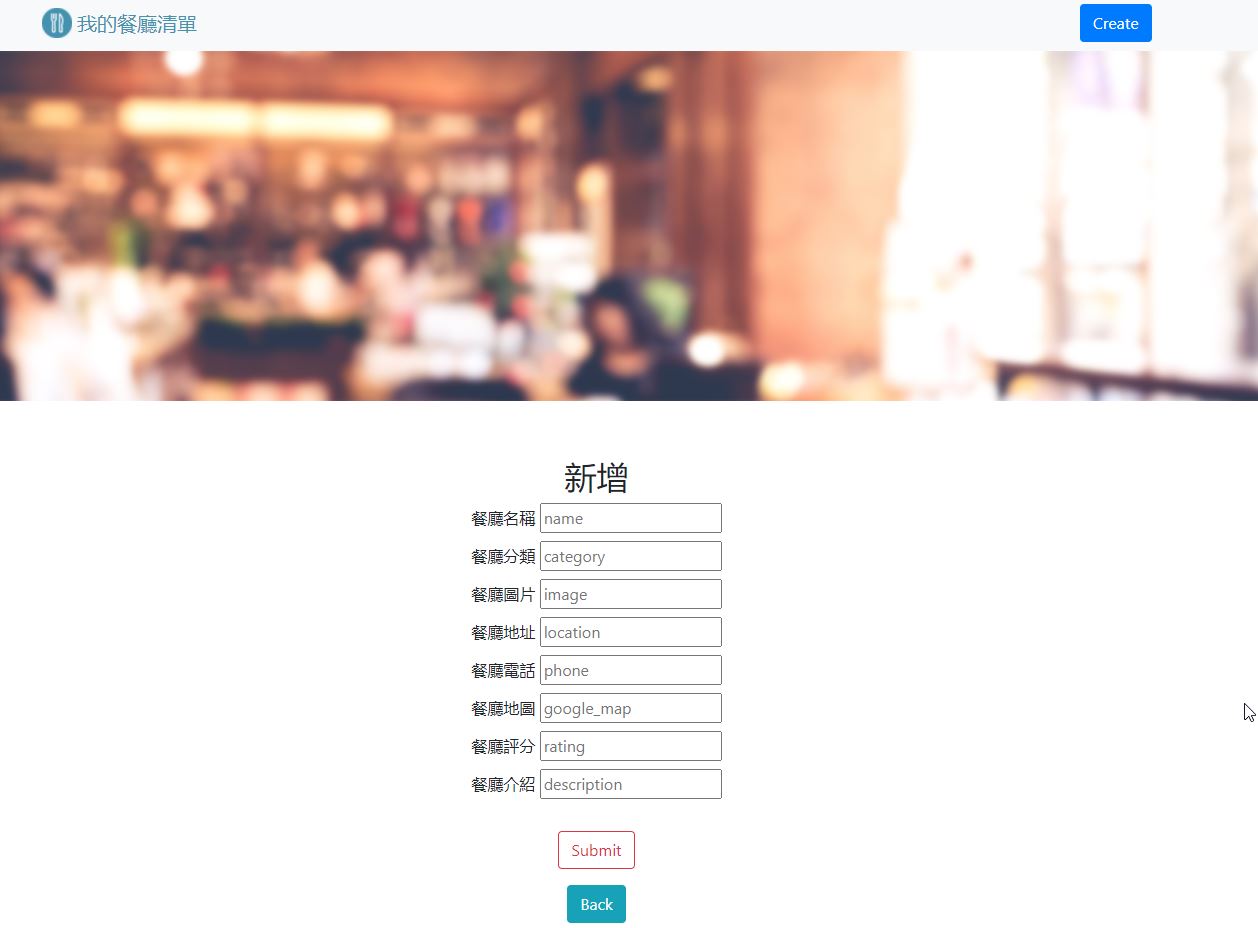 我的餐廳清單 Create
新增
餐廳名稱 name
餐廳分類 category
餐廳圖片 image
餐廳地址 location
餐廳電話 phone
餐廳地圖 google_map
餐廳評分 rating
餐廳介紹 description
Submit
Back